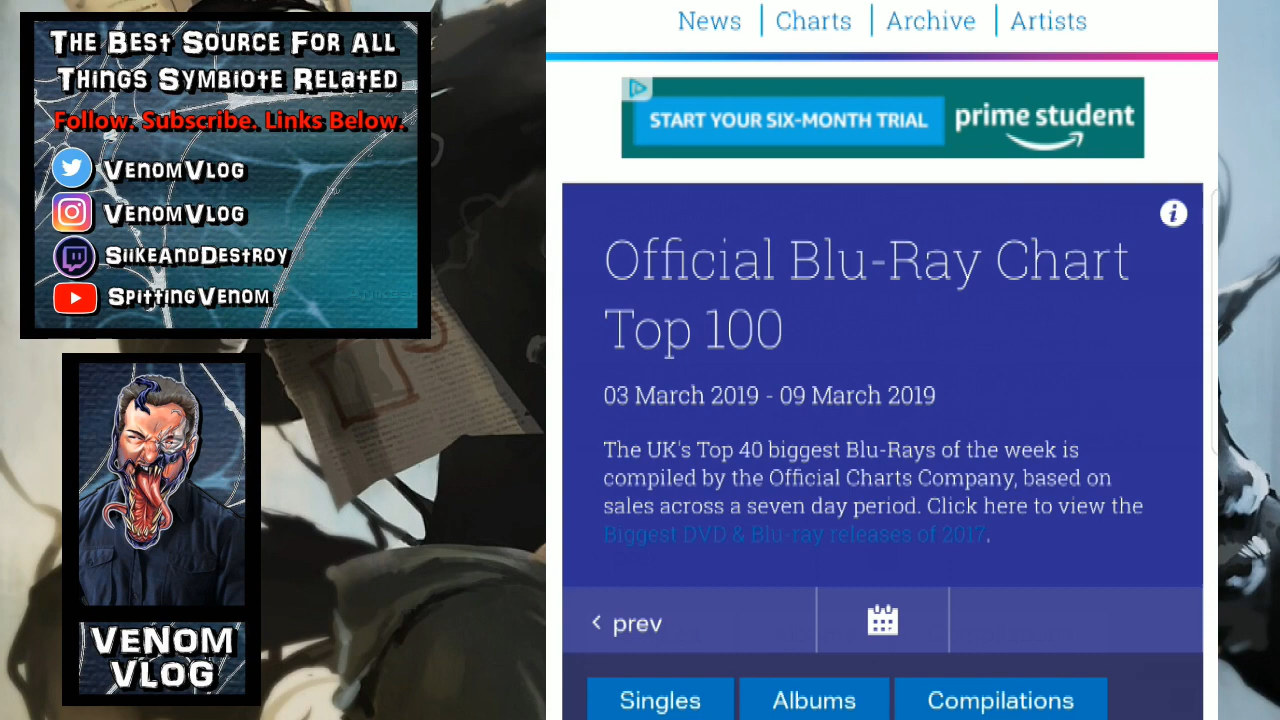 The Best Source For All
Things Symbiote Related
Follow. Subscribe. Links Below.
VenomVlog
VenomVlog
SiikeAndDestroy
SpittingVenom
VENOM
VLOG
News Charts Archive Artists
START YOUR SIX-MONTH TRIAL prime student
Official Blu-Ray Chart
Top 100
03 March 2019 - 09 March 2019
The UK's Top 40 biggest Blu-Rays of the week is
compiled by the Official Charts Company, based on
sales across a seven day period. Click here to view the
Biggest DVD & Blu-ray releases of 2017.
‹ prev
Singles Albums Compilations